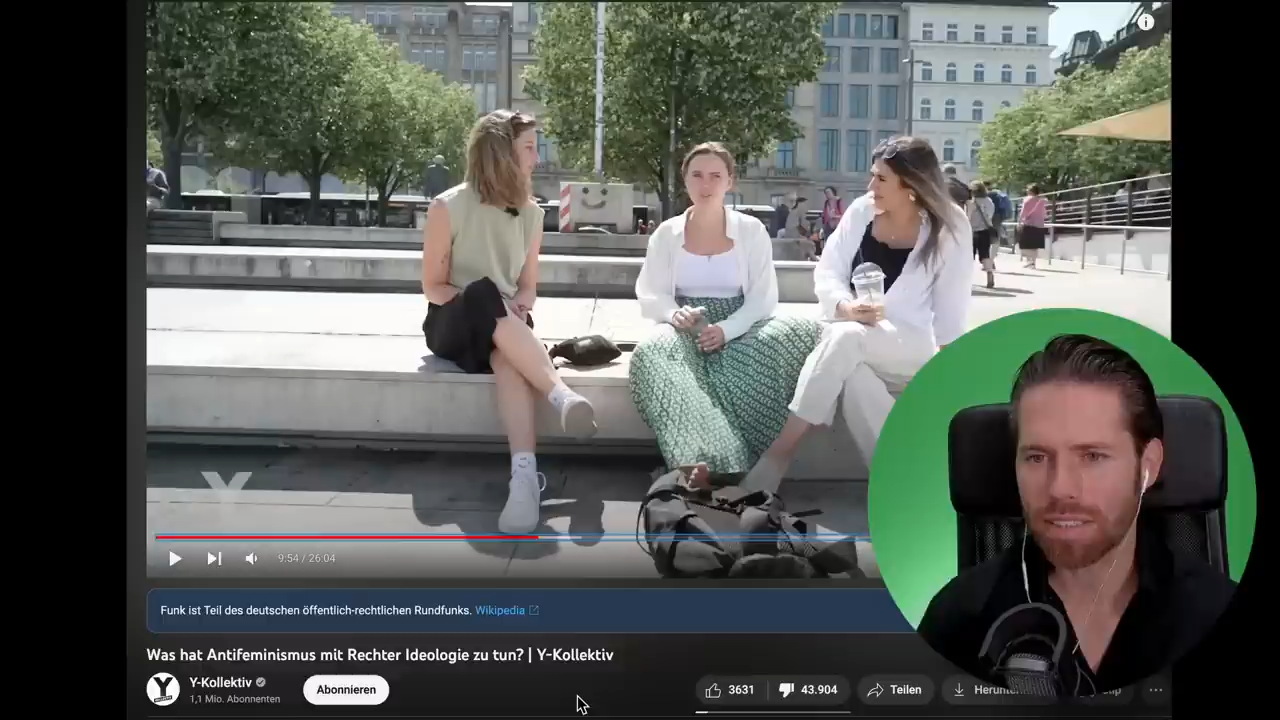 Y
9:54 / 26:04
Funk ist Teil des deutschen öffentlich-rechtlichen Rundfunks. Wikipedia
Was hat Antifeminismus mit Rechter Ideologie zu tun? | Y-Kollektiv
Y-Kollektiv
1,1 Mio. Abonnenten
Abonnieren
3631
43.904
Teilen